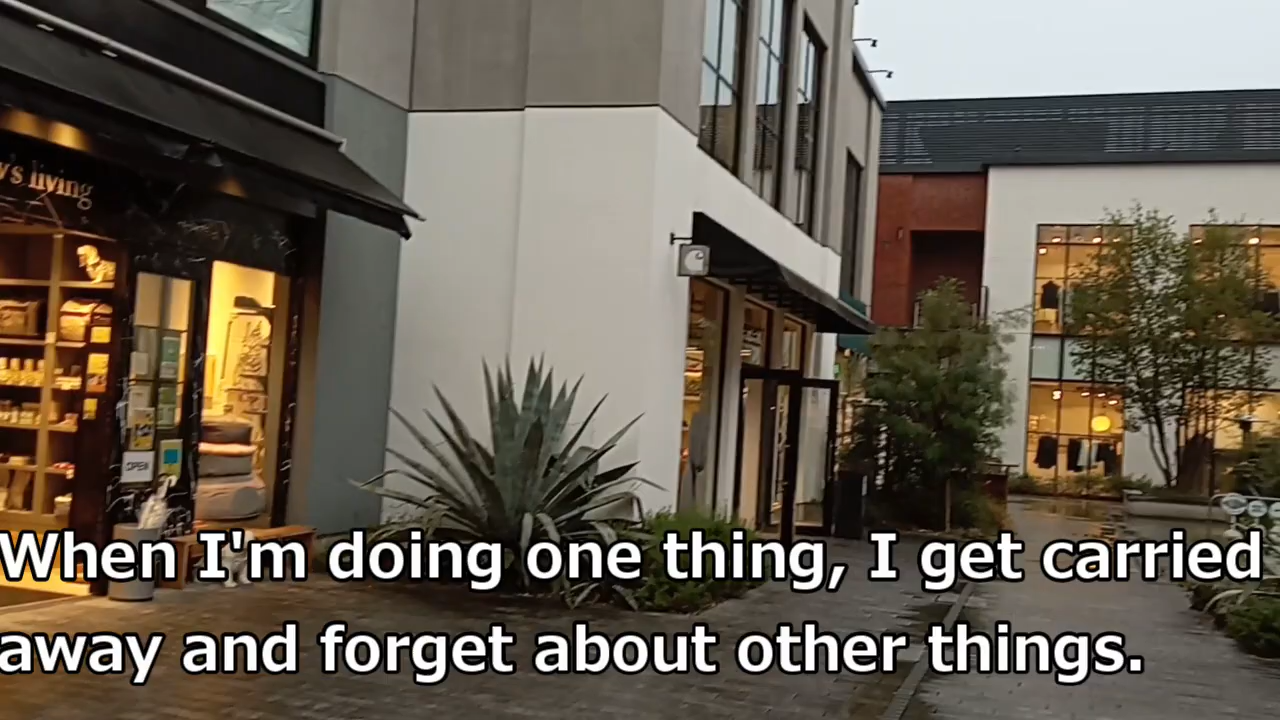 's living
OPEN
When I'm doing one thing, I get carried
away and forget about other things.